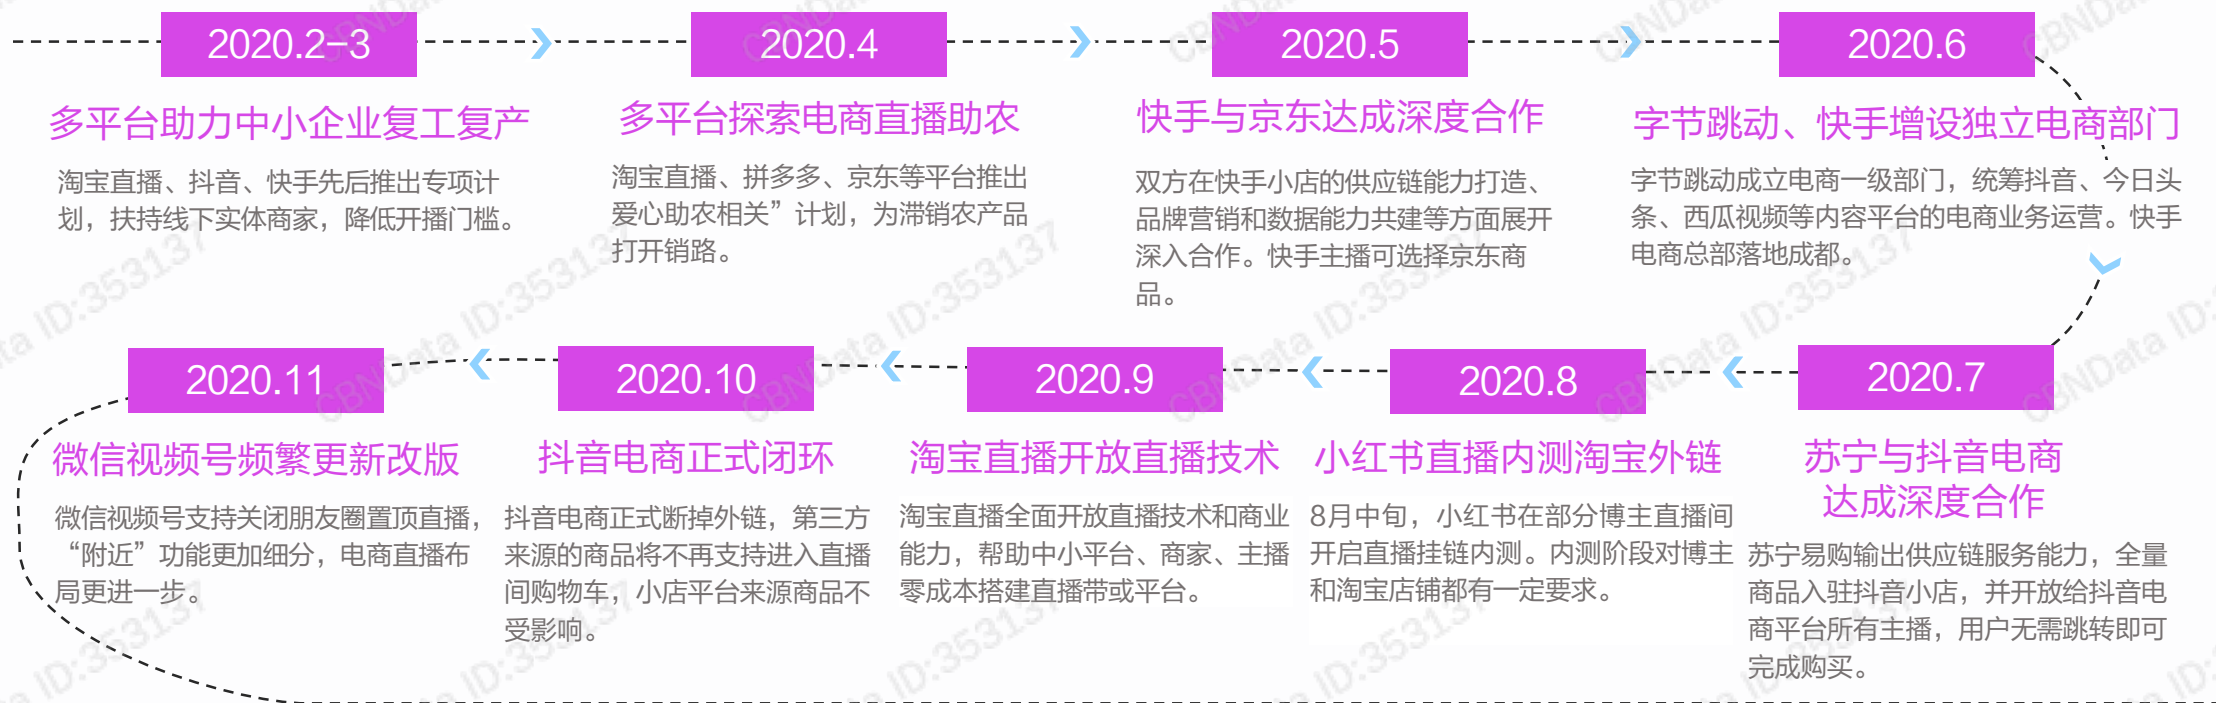 2020.2-3
多平台助力中小企业复工复产
淘宝直播、抖音、快手先后推出专项计
划，扶持线下实体商家，降低开播门槛。
2020.4
多平台探索电商直播助农
淘宝直播、拼多多、京东等平台推出
爱心助农相关”计划，为滞销农产品
打开销路。
2020.5
快手与京东达成深度合作
双方在快手小店的供应链能力打造、
品牌营销和数据能力共建等方面展开
深入合作。快手主播可选择京东商
品。
2020.6
字节跳动、快手增设独立电商部门
字节跳动成立电商一级部门，统筹抖音、今日头
条、西瓜视频等内容平台的电商业务运营。快手
电商总部落地成都。
2020.7
苏宁与抖音电商
达成深度合作
苏宁易购输出供应链服务能力，全量
商品入驻抖音小店，并开放给抖音电
商平台所有主播，用户无需跳转即可
完成购买。
2020.8
小红书直播内测淘宝外链
8月中旬，小红书在部分博主直播间
开启直播挂链内测。内测阶段对博主
和淘宝店铺都有一定要求。
2020.9
淘宝直播开放直播技术
淘宝直播全面开放直播技术和商业
能力，帮助中小平台、商家、主播
零成本搭建直播带或平台。
2020.10
抖音电商正式闭环
抖音电商正式断掉外链，第三方
来源的商品将不再支持进入直播
间购物车，小店平台来源商品不
受影响。
2020.11
微信视频号频繁更新改版
微信视频号支持关闭朋友圈置顶直播，
“附近”功能更加细分，电商直播布
局更进一步。
CBNData ID:353137